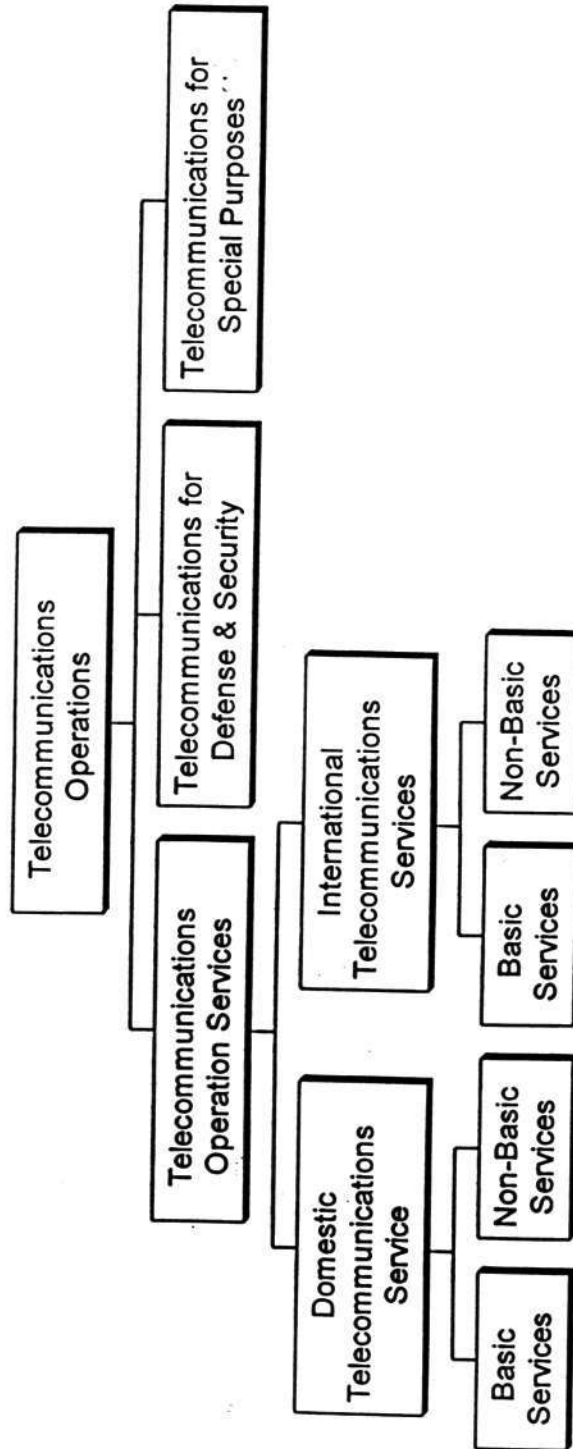 Telecommunications
Operations
Telecommunications
Operation Services
Telecommunications for
Defense & Security
Telecommunications for
Special Purposes
Domestic
Telecommunications
Service
International
Telecommunications
Services
Basic
Services
Non-Basic
Services
Basic
Services
Non-Basic
Services